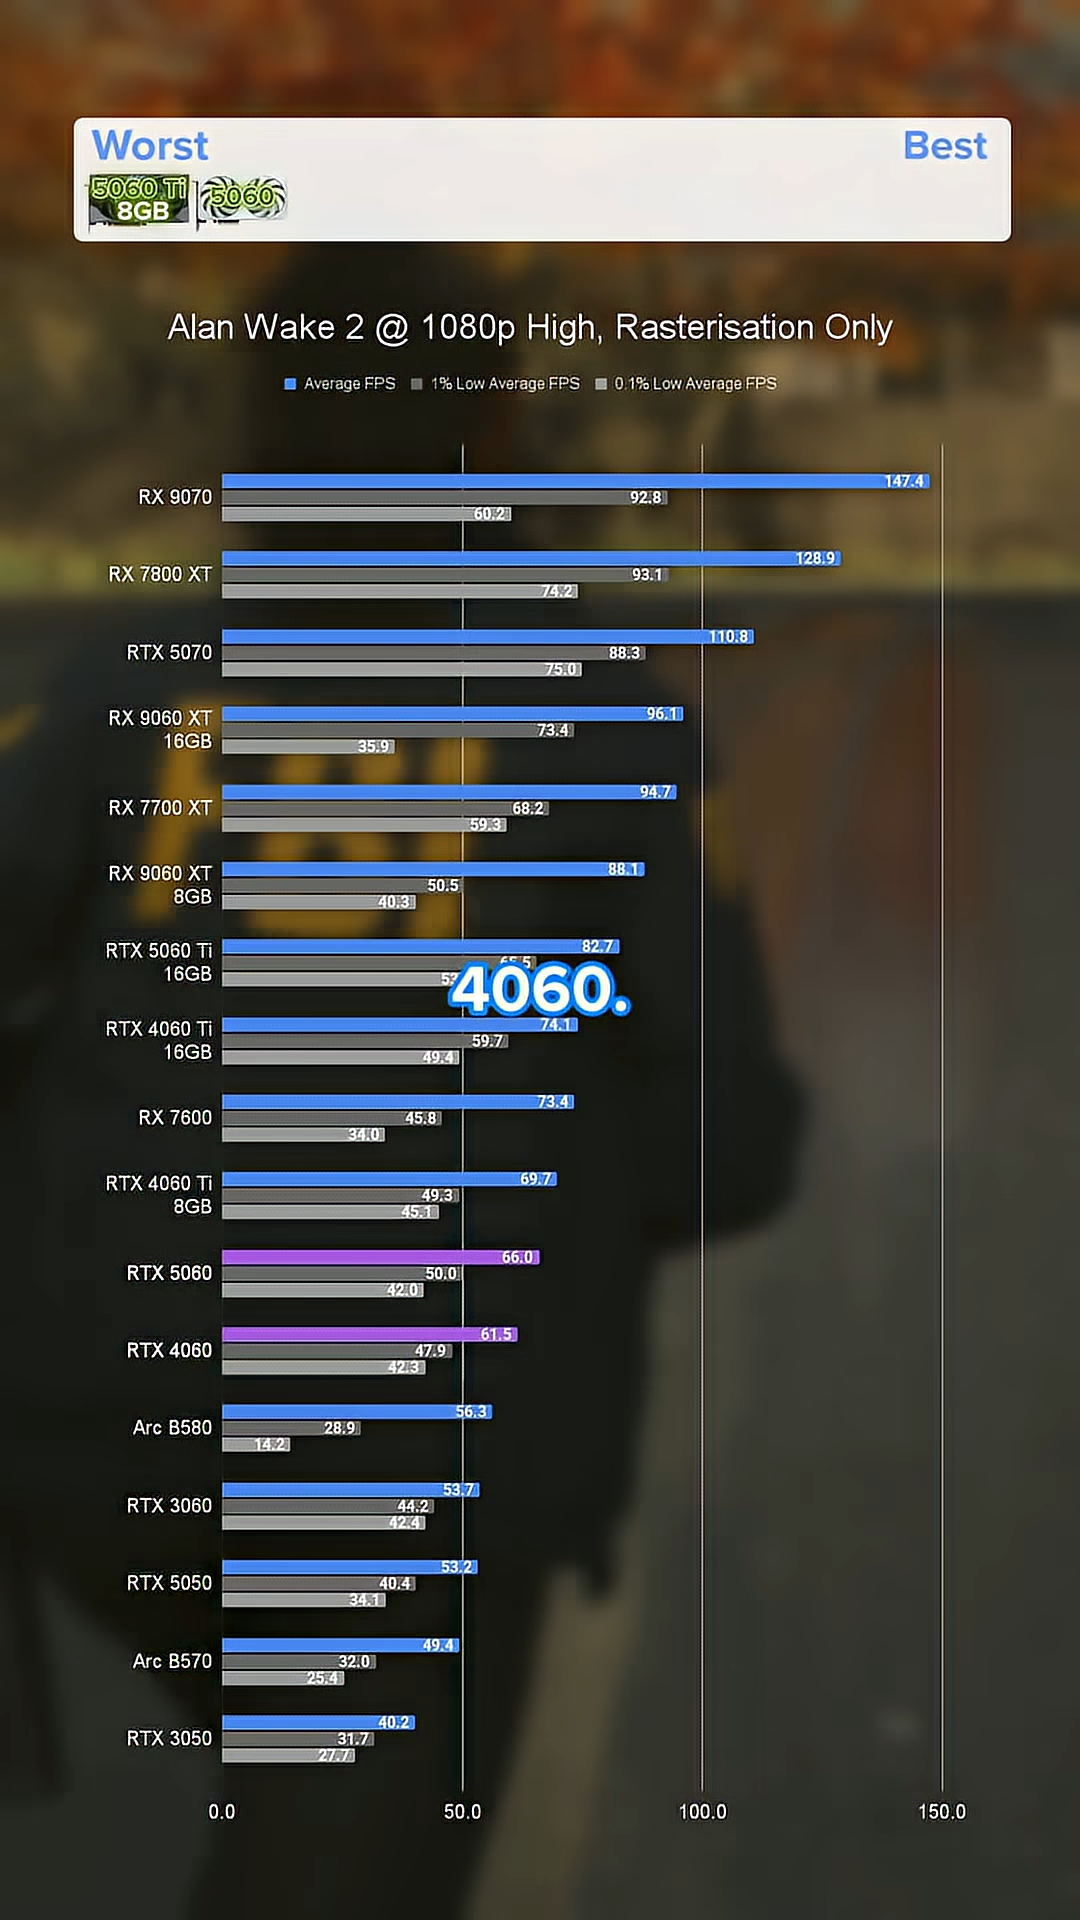 Worst
Best
5060 Ti
8GB
5060
Alan Wake 2 @ 1080p High, Rasterisation Only
Average FPS 1% Low Average FPS 0.1% Low Average FPS
RX 9070
147.4
92.8
60.2
RX 7800 XT
128.9
93.1
74.2
RTX 5070
110.8
88.3
75.0
RX 9060 XT
16GB
96.1
73.4
35.9
RX 7700 XT
94.7
68.2
59.3
RX 9060 XT
8GB
88.1
50.5
40.3
RTX 5060 Ti
16GB
82.7
4060.
RTX 4060 Ti
16GB
74.1
59.7
49.4
RX 7600
73.4
45.8
34.0
RTX 4060 Ti
8GB
69.7
49.3
45.1
RTX 5060
66.0
50.0
42.0
RTX 4060
61.5
47.9
42.3
Arc B580
56.3
28.9
14.2
RTX 3060
53.7
44.2
42.4
RTX 5050
53.2
40.4
34.1
Arc B570
49.4
32.0
25.4
RTX 3050
40.2
31.7
27.7
0.0 50.0 100.0 150.0